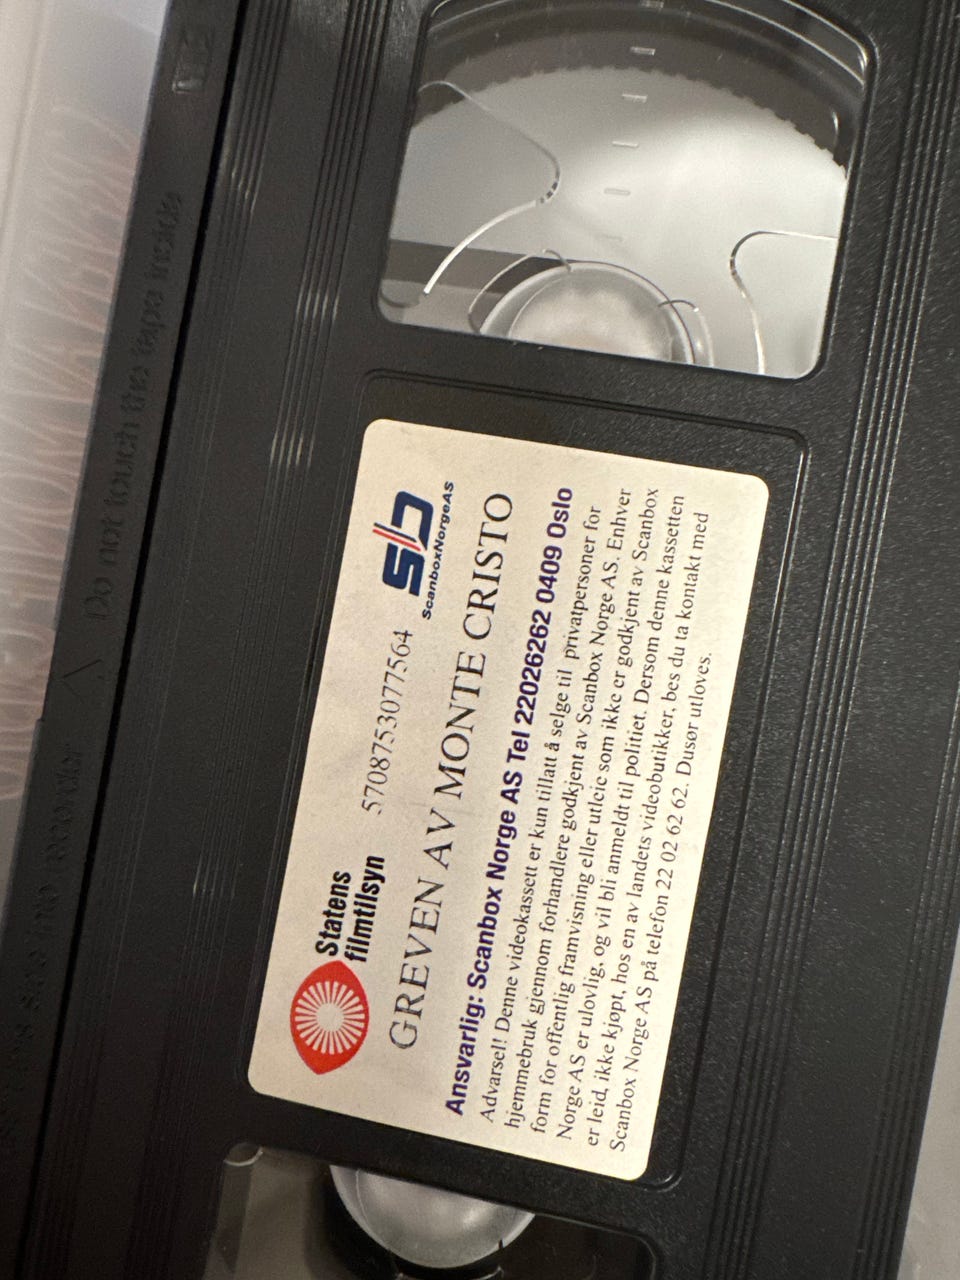 Statens
filmtilsyn
5708753077564
ScanboxNorgeAS
GREVEN AV MONTE CRISTO
Ansvarlig: Scanbox Norge AS Tel 22026262 0409 Oslo
Advarsel! Denne videokassett er kun tillatt å selge til privatpersoner for
hjemmebruk gjennom forhandlere godkjent av Scanbox Norge AS. Enhver
form for offentlig framvisning eller utleie som ikke er godkjent av Scanbox
Norge AS er ulovlig, og vil bli anmeldt til politiet. Dersom denne kassetten
er leid, ikke kjøpt, hos en av landets videobutikker, bes du ta kontakt med
Scanbox Norge AS på telefon 22 02 62 62. Dusør utloves.
Do not touch the tape inside